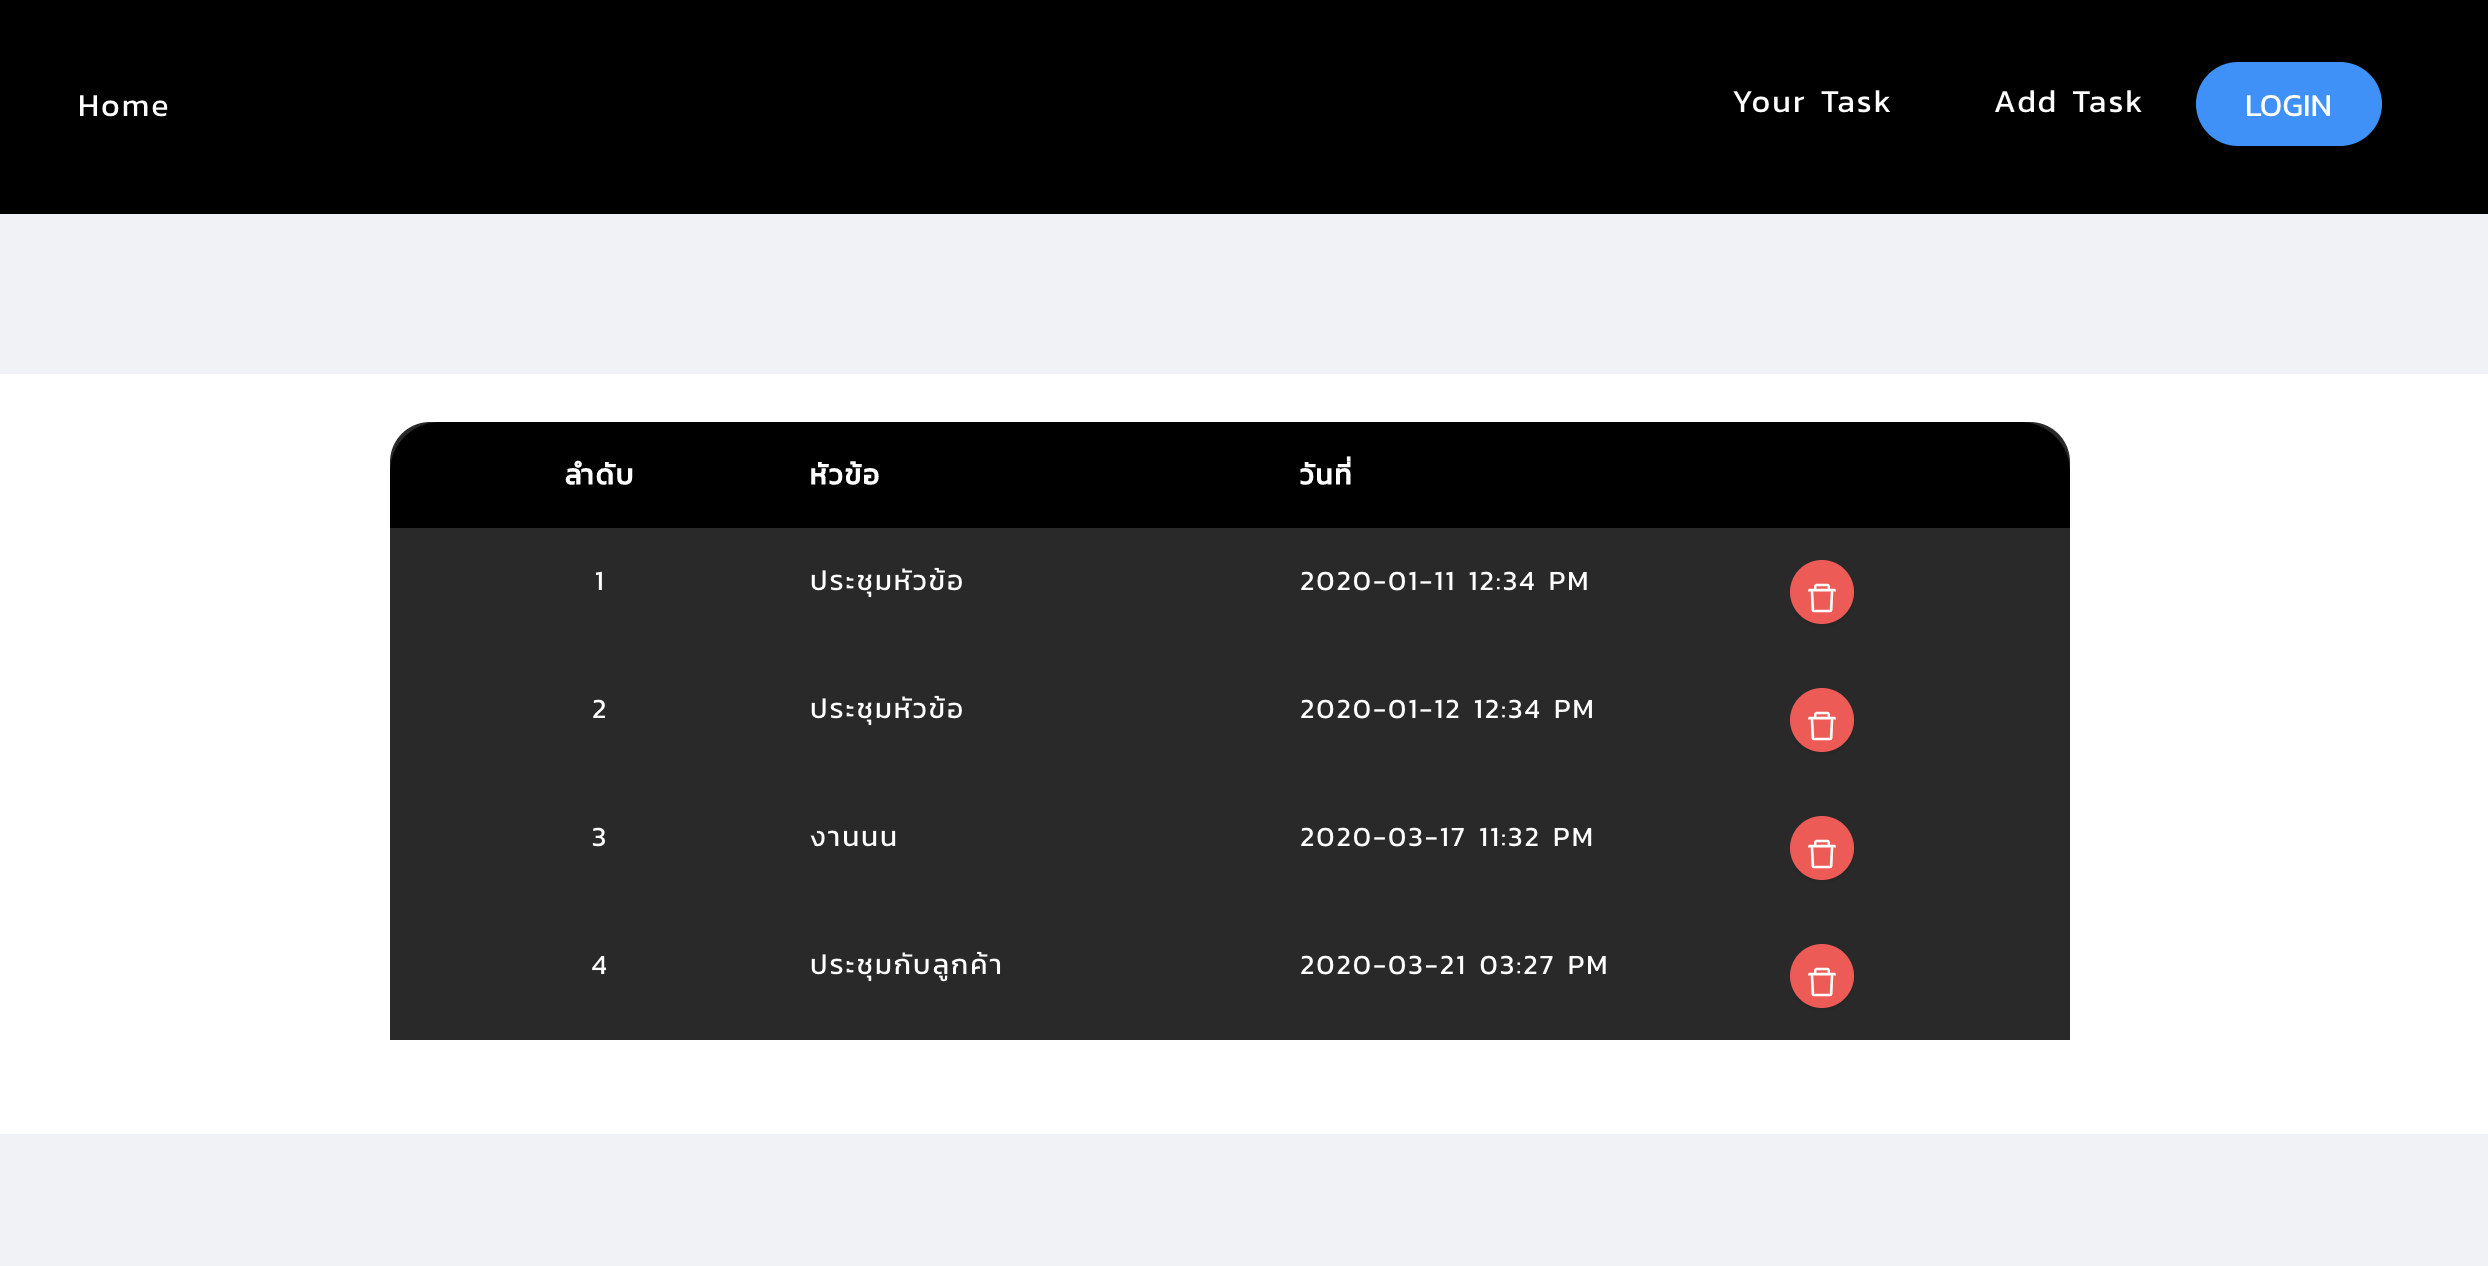 Home Your Task Add Task LOGIN
ลำดับ หัวข้อ วันที่
1 ประชุมหัวข้อ 2020-01-11 12:34 PM
2 ประชุมหัวข้อ 2020-01-12 12:34 PM
3 งานนน 2020-03-17 11:32 PM
4 ประชุมกับลูกค้า 2020-03-21 03:27 PM